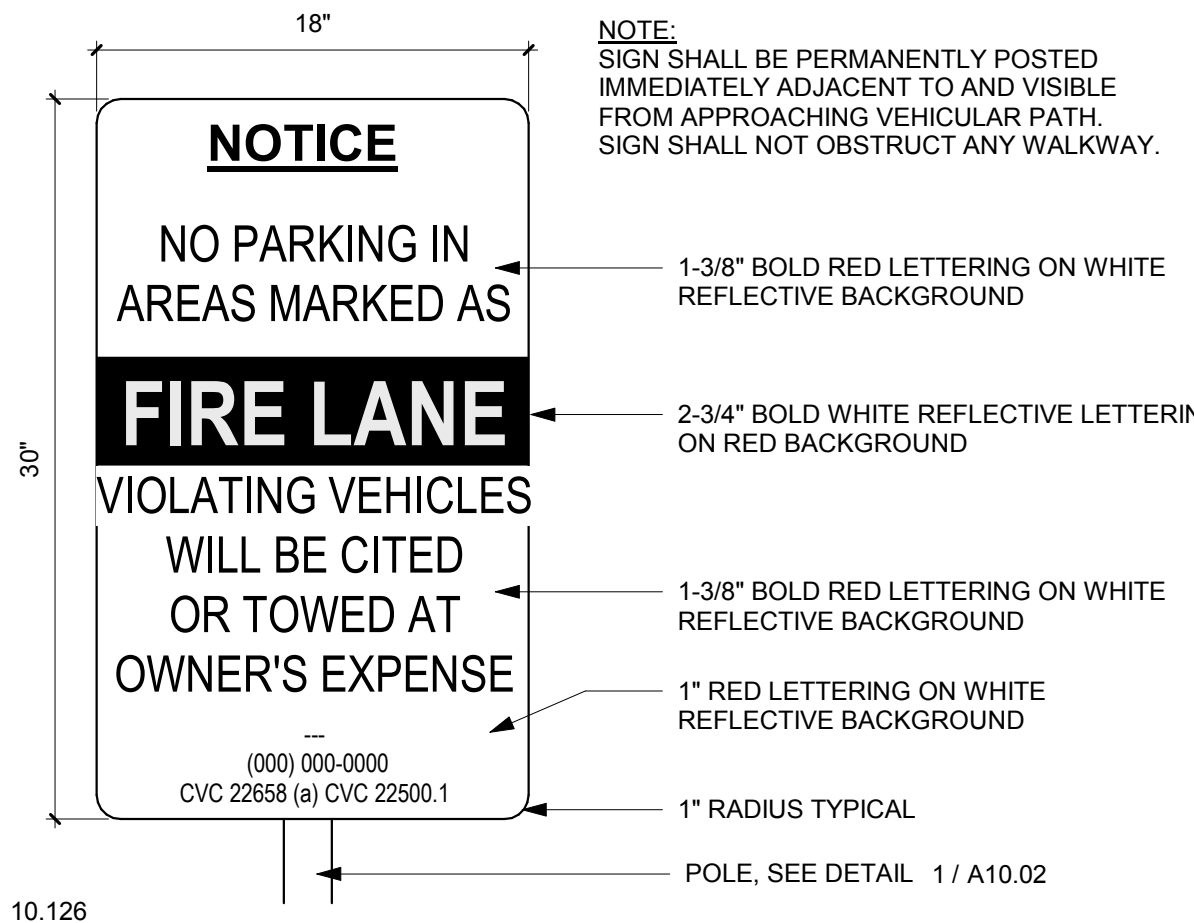 18"
NOTE:
SIGN SHALL BE PERMANENTLY POSTED
IMMEDIATELY ADJACENT TO AND VISIBLE
FROM APPROACHING VEHICULAR PATH.
SIGN SHALL NOT OBSTRUCT ANY WALKWAY.
30"
NOTICE
NO PARKING IN
AREAS MARKED AS
FIRE LANE
VIOLATING VEHICLES
WILL BE CITED
OR TOWED AT
OWNER'S EXPENSE
---
(000) 000-0000
CVC 22658 (a) CVC 22500.1
1-3/8" BOLD RED LETTERING ON WHITE
REFLECTIVE BACKGROUND
2-3/4" BOLD WHITE REFLECTIVE LETTERIN
ON RED BACKGROUND
1-3/8" BOLD RED LETTERING ON WHITE
REFLECTIVE BACKGROUND
1" RED LETTERING ON WHITE
REFLECTIVE BACKGROUND
1" RADIUS TYPICAL
POLE, SEE DETAIL 1 / A10.02
10.126